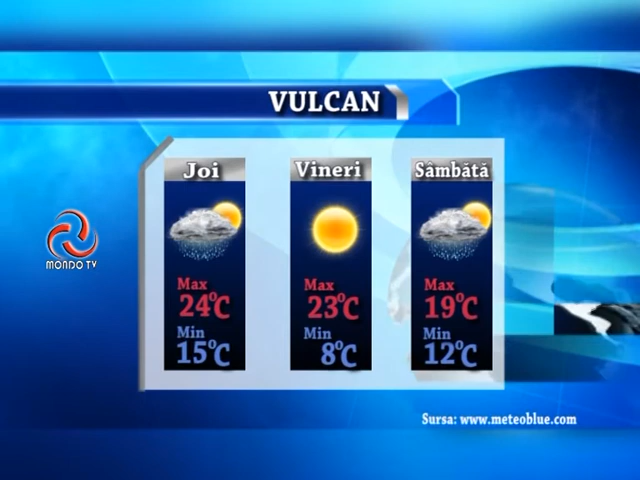 VULCAN
Joi
Max
24°C
Min
15°C
Vineri
Max
23°C
Min
8°C
Sâmbătă
Max
19°C
Min
12°C
MONDO TV
Sursa: www.meteoblue.com